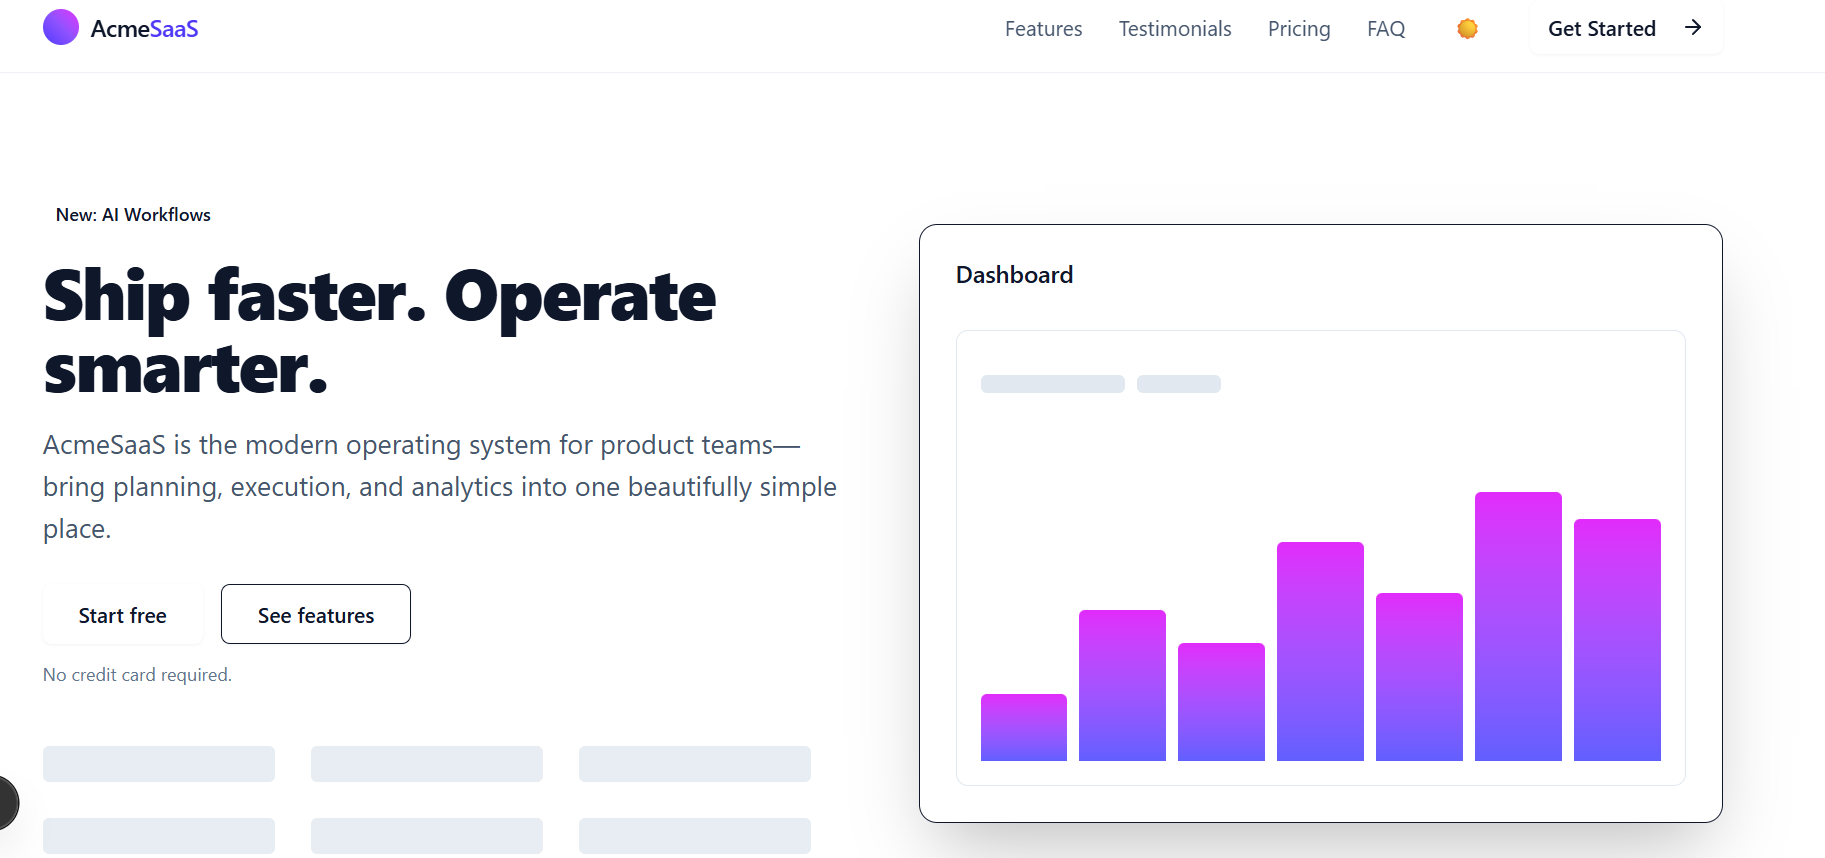 AcmeSaaS
Features
Testimonials
Pricing
FAQ
Get Started
New: AI Workflows
Ship faster. Operate
smarter.
AcmeSaaS is the modern operating system for product teams—
bring planning, execution, and analytics into one beautifully simple
place.
Start free
See features
No credit card required.
Dashboard